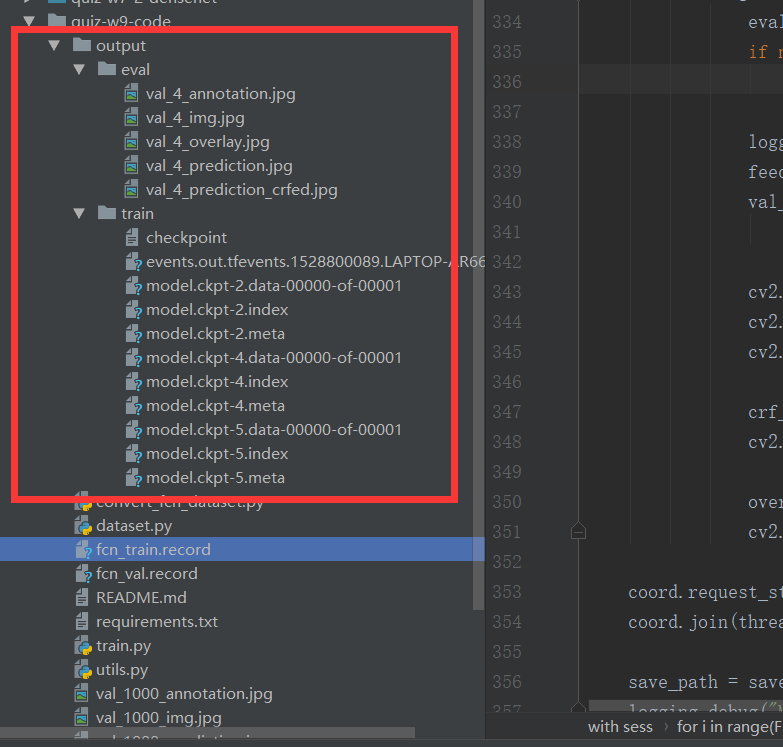 quiz-w7-2-densenet
quiz-w9-code
output
eval
val_4_annotation.jpg
val_4_img.jpg
val_4_overlay.jpg
val_4_prediction.jpg
val_4_prediction_crfed.jpg
train
checkpoint
events.out.tfevents.1528800089.LAPTOP-AR66
model.ckpt-2.data-00000-of-00001
model.ckpt-2.index
model.ckpt-2.meta
model.ckpt-4.data-00000-of-00001
model.ckpt-4.index
model.ckpt-4.meta
model.ckpt-5.data-00000-of-00001
model.ckpt-5.index
model.ckpt-5.meta
convert_fcn_dataset.py
dataset.py
fcn_train.record
fcn_val.record
README.md
requirements.txt
train.py
utils.py
val_1000_annotation.jpg
val_1000_img.jpg
334 eval
335 if
336
337
338 logg
339 feed
340 val_
341
342
343 cv2.
344 cv2.
345 cv2.
346
347 crf_
348 cv2.
349
350 over
351 cv2.
352
353 coord.request_st
354 coord.join(threa
355
356 save_path = save
357 logging.debug("
with sess › for i in range(F